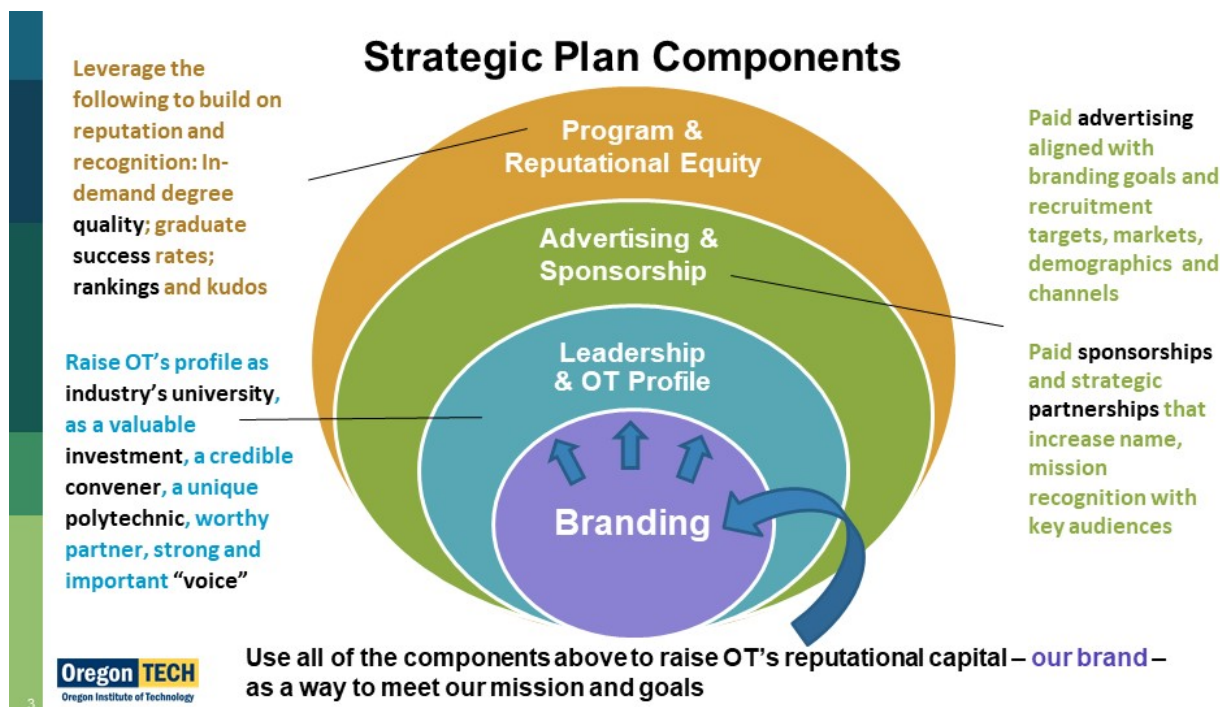 Strategic Plan Components
Leverage the
following to build on
reputation and
recognition: In-
demand degree
quality; graduate
success rates;
rankings and kudos
Raise OT’s profile as
industry’s university,
as a valuable
investment, a credible
convener, a unique
polytechnic, worthy
partner, strong and
important “voice”
Program &
Reputational Equity
Advertising &
Sponsorship
Leadership
& OT Profile
Branding
Paid advertising
aligned with
branding goals and
recruitment
targets, markets,
demographics and
channels
Paid sponsorships
and strategic
partnerships that
increase name,
mission
recognition with
key audiences
Use all of the components above to raise OT’s reputational capital – our brand –
as a way to meet our mission and goals
Oregon TECH
Oregon Institute of Technology
3